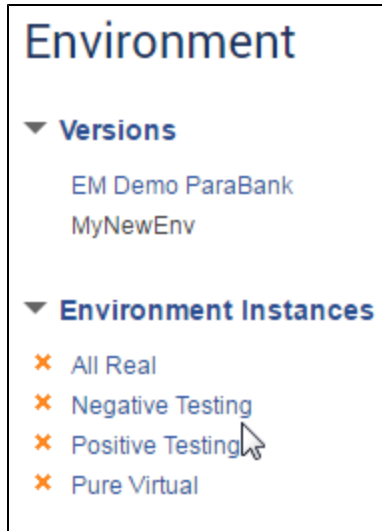 Environment
Versions
EM Demo ParaBank
MyNewEnv
Environment Instances
All Real
Negative Testing
Positive Testing
Pure Virtual